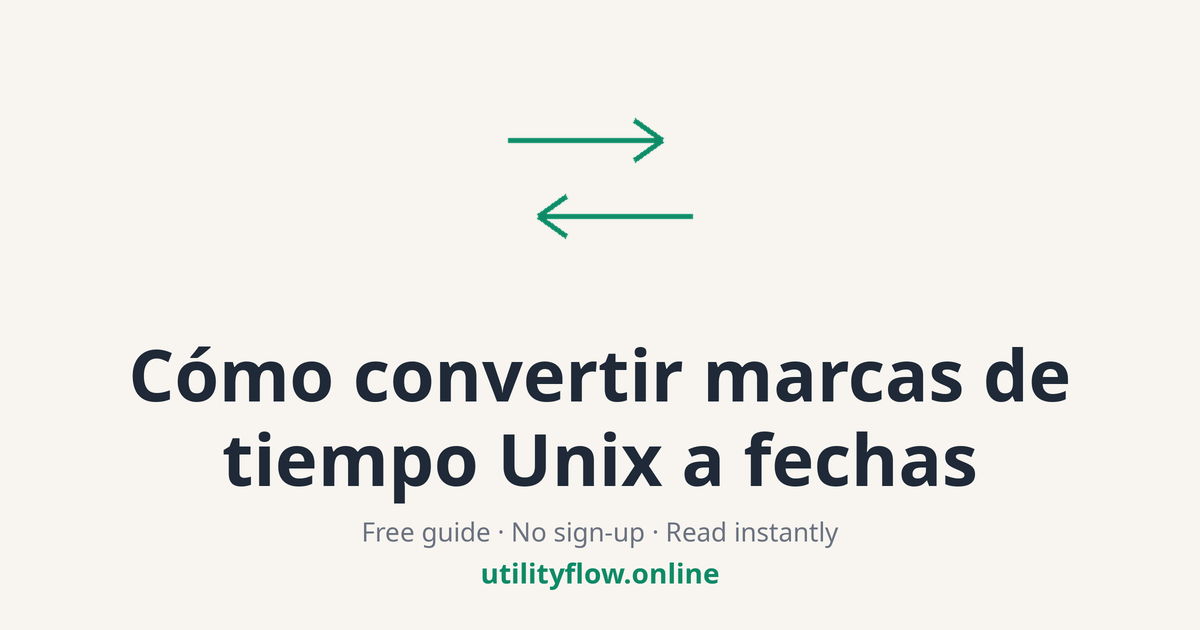 Cómo convertir marcas de
tiempo Unix a fechas
Free guide · No sign-up · Read instantly
utilityflow.online